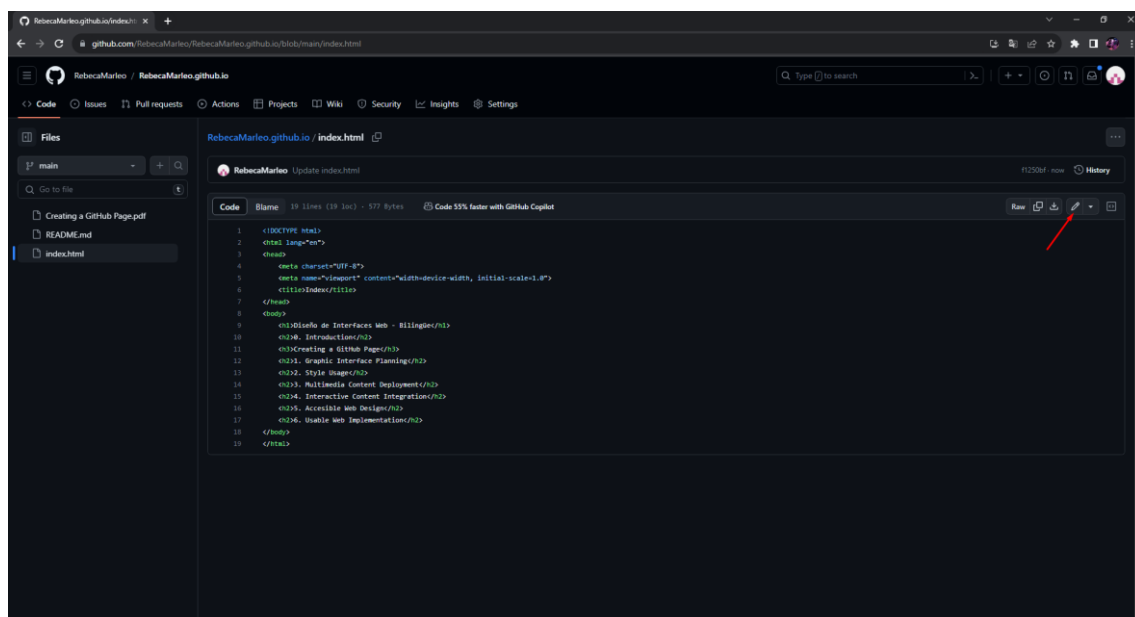 RebecaMarleo.github.io/index.ht
github.com/RebecaMarleo/RebecaMarleo.github.io/blob/main/index.html
RebecaMarleo / RebecaMarleo.github.io
Type / to search
Code Issues Pull requests Actions Projects Wiki Security Insights Settings
Files
RebecaMarleo.github.io / index.html
main
RebecaMarleo Update index.html
f1250bf · now History
Go to file t
Code Blame 19 lines (19 loc) · 577 Bytes Code 55% faster with GitHub Copilot
Raw
Creating a GitHub Page.pdf
README.md
index.html
1 <!DOCTYPE html>
2 <html lang="en">
3 <head>
4 <meta charset="UTF-8">
5 <meta name="viewport" content="width=device-width, initial-scale=1.0">
6 <title>Index</title>
7 </head>
8 <body>
9 <h1>Diseño de Interfaces Web - Bilingüe</h1>
10 <h2>0. Introduction</h2>
11 <h3>Creating a GitHub Page</h3>
12 <h2>1. Graphic Interface Planning</h2>
13 <h2>2. Style Usage</h2>
14 <h2>3. Multimedia Content Deployment</h2>
15 <h2>4. Interactive Content Integration</h2>
16 <h2>5. Accesible Web Design</h2>
17 <h2>6. Usable Web Implementation</h2>
18 </body>
19 </html>